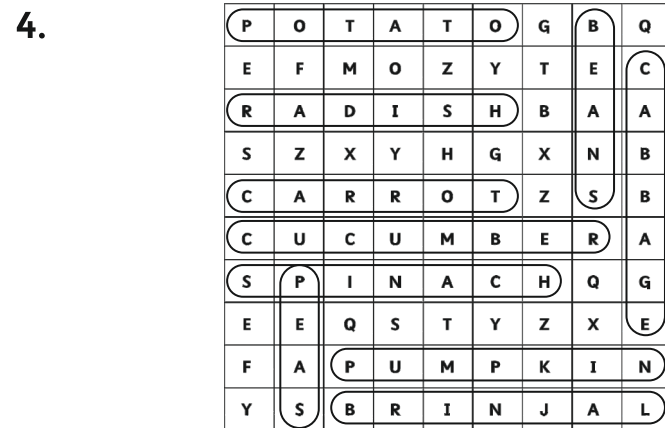 4.
P O T A T O G B Q
E F M O Z Y T E C
R A D I S H B A A
S Z X Y H G X N B
C A R R O T Z S B
C U C U M B E R A
S P I N A C H Q G
E E Q S T Y Z X E
F A P U M P K I N
Y S B R I N J A L